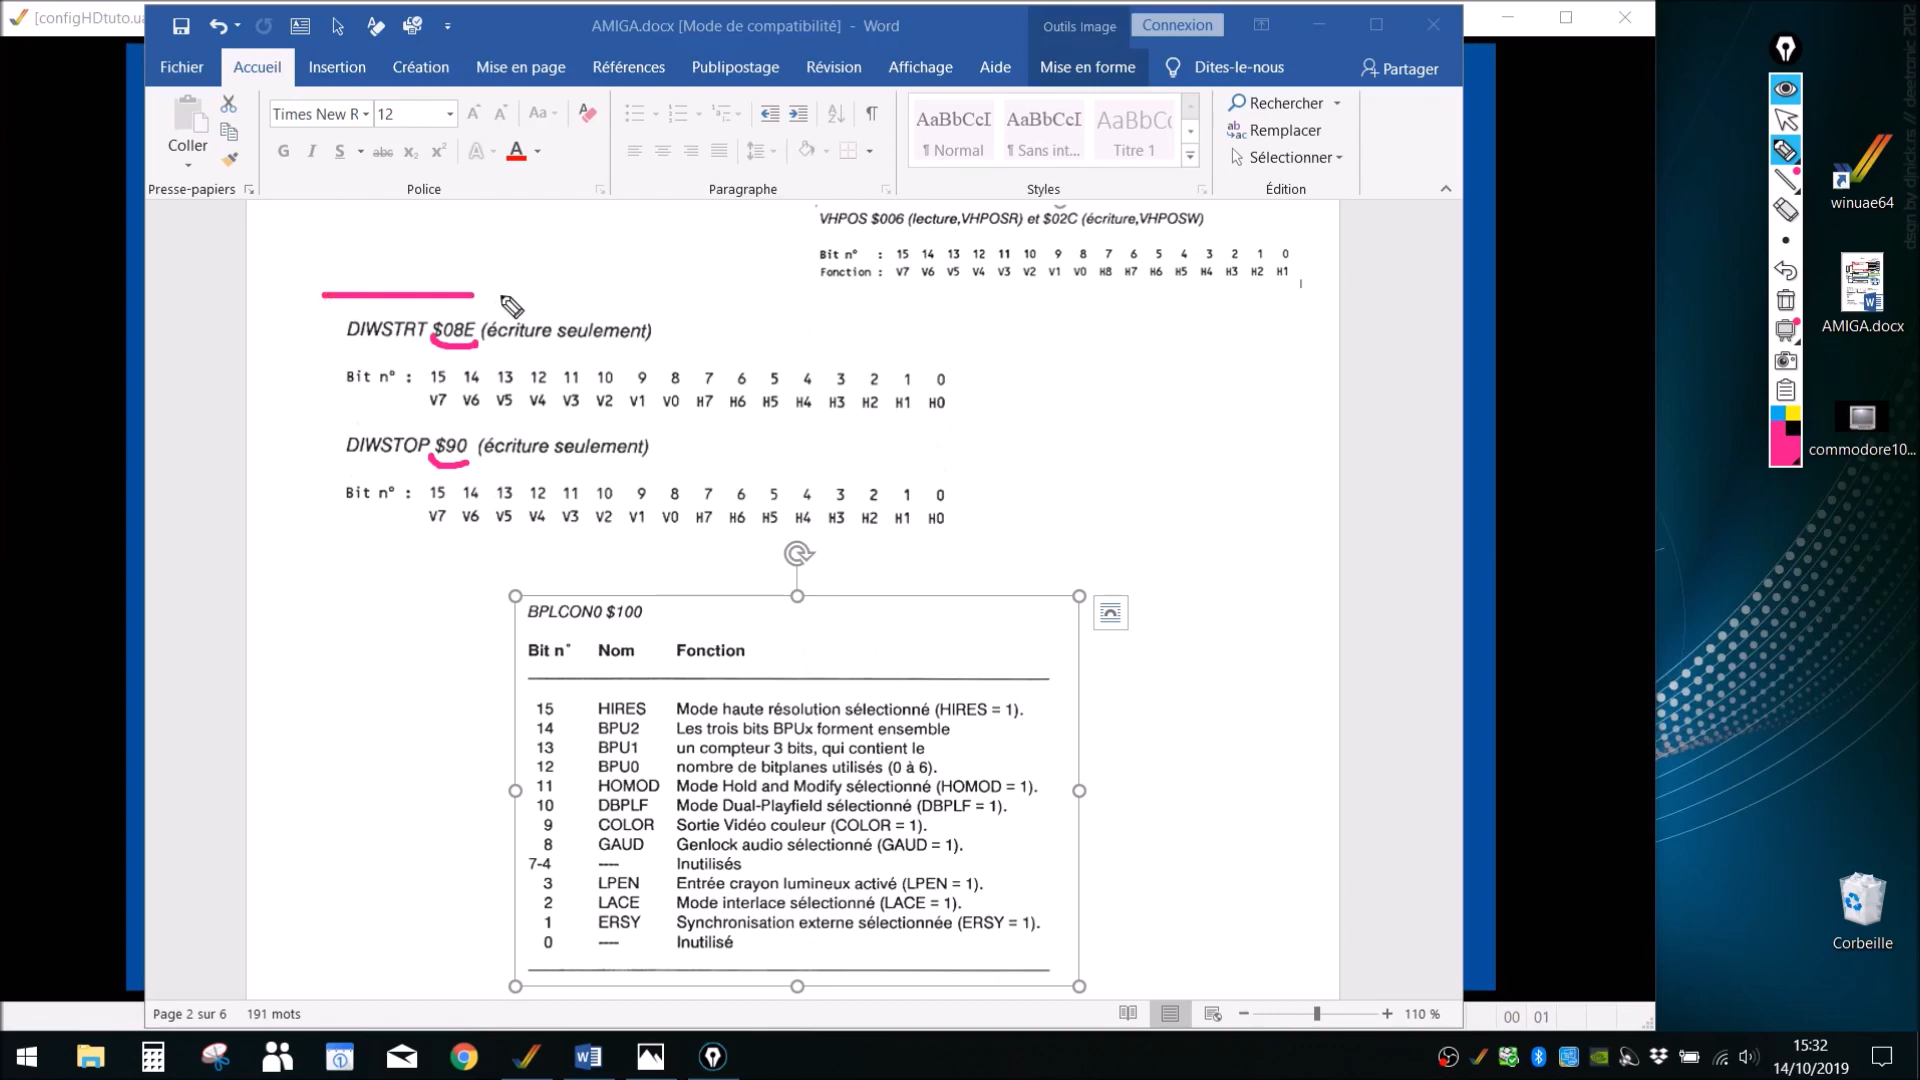 [configHDtuto.ua
AMIGA.docx [Mode de compatibilité] - Word
Outils Image
Connexion
Fichier
Accueil
Insertion
Création
Mise en page
Références
Publipostage
Révision
Affichage
Aide
Mise en forme
Dites-le-nous
Partager
Coller
Times New R
12
Aa
G I S abc x₂ x² A A
AaBbCcI
AaBbCcI
AaBbCc
¶ Normal
¶ Sans int...
Titre 1
Rechercher
Remplacer
Sélectionner
Presse-papiers
Police
Paragraphe
Styles
Édition
VHPOS $006 (lecture,VHPOSR) et $02C (écriture,VHPOSW)
Bit n° : 15 14 13 12 11 10 9 8 7 6 5 4 3 2 1 0
Fonction : V7 V6 V5 V4 V3 V2 V1 V0 H8 H7 H6 H5 H4 H3 H2 H1
DIWSTRT $08E (écriture seulement)
Bit n° : 15 14 13 12 11 10 9 8 7 6 5 4 3 2 1 0
V7 V6 V5 V4 V3 V2 V1 V0 H7 H6 H5 H4 H3 H2 H1 H0
DIWSTOP $90 (écriture seulement)
Bit n° : 15 14 13 12 11 10 9 8 7 6 5 4 3 2 1 0
V7 V6 V5 V4 V3 V2 V1 V0 H7 H6 H5 H4 H3 H2 H1 H0
BPLCON0 $100
Bit n° Nom Fonction
15 HIRES Mode haute résolution sélectionné (HIRES = 1).
14 BPU2 Les trois bits BPUx forment ensemble
13 BPU1 un compteur 3 bits, qui contient le
12 BPU0 nombre de bitplanes utilisés (0 à 6).
11 HOMOD Mode Hold and Modify sélectionné (HOMOD = 1).
10 DBPLF Mode Dual-Playfield sélectionné (DBPLF = 1).
9 COLOR Sortie Vidéo couleur (COLOR = 1).
8 GAUD Genlock audio sélectionné (GAUD = 1).
7-4 ---- Inutilisés
3 LPEN Entrée crayon lumineux activé (LPEN = 1).
2 LACE Mode interlace sélectionné (LACE = 1).
1 ERSY Synchronisation externe sélectionnée (ERSY = 1).
0 ---- Inutilisé
Page 2 sur 6
191 mots
110 %
00 01
winuae64
AMIGA.docx
commodore10...
Corbeille
dsgn by djnick.rs // deetronic 2012
15:32
14/10/2019